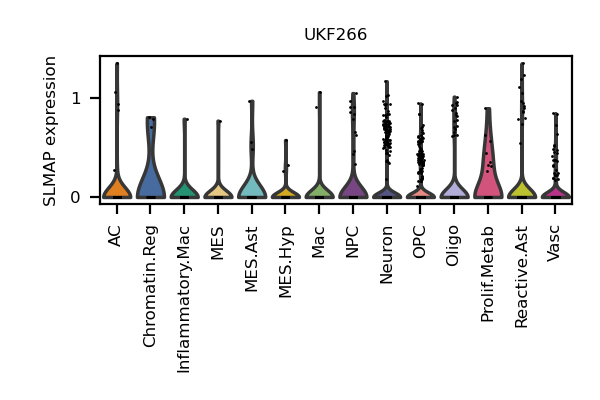 UKF266
SLMAP expression
1
0
AC
Chromatin.Reg
Inflammatory.Mac
MES
MES.Ast
MES.Hyp
Mac
NPC
Neuron
OPC
Oligo
Prolif.Metab
Reactive.Ast
Vasc